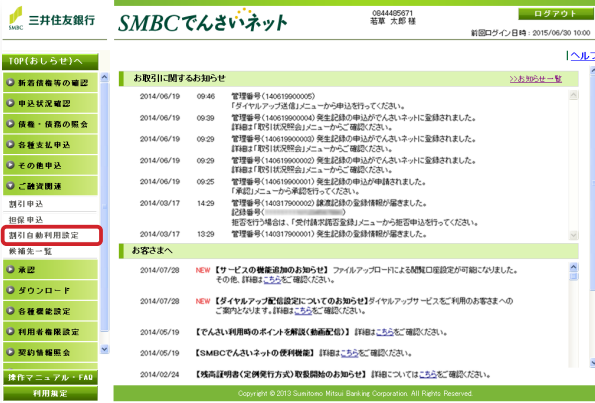 SMBC 三井住友銀行
SMBCでんさいネット
0844485671
若草 太郎 様
ログアウト
前回ログイン日時：2015/06/30 10:00
ヘルプ
TOP(おしらせ)へ
新着債権等の確認
申込状況確認
債権・債務の照会
各種支払申込
その他申込
ご融資関連
割引申込
担保申込
割引自動利用設定
候補先一覧
承認
ダウンロード
各種機能設定
利用者権限設定
契約情報照会
操作マニュアル・FAQ
利用規定
お取引に関するお知らせ
>>お知らせ一覧
2014/06/19 09:46 管理番号(140619000005)
「ダイヤルアップ送信」メニューから申込を行ってください。
2014/06/19 09:39 管理番号(140619000004) 発生記録の申込がでんさいネットに登録されました。
詳細は「取引状況照会」メニューからご確認ください。
2014/06/19 09:29 管理番号(140619000003) 発生記録の申込がでんさいネットに登録されました。
詳細は「取引状況照会」メニューからご確認ください。
2014/06/19 09:29 管理番号(140619000002) 発生記録の申込がでんさいネットに登録されました。
詳細は「取引状況照会」メニューからご確認ください。
2014/06/19 09:25 管理番号(140619000001) 発生記録の申込が申請されました。
「承認」メニューから承認を行ってください。
2014/03/17 14:29 管理番号(140317900002) 譲渡記録の登録情報が届きました。
記録番号(
拒否を行う場合は、「受付請求諾否登録」メニューから拒否申込を行ってください。
2014/03/17 13:29 管理番号(140317900001) 発生記録の登録情報が届きました。
お客さまへ
2014/07/28 NEW 【サービスの機能追加のお知らせ】 ファイルアップロードによる閲覧口座設定が可能になりました。
その他、詳細はこちらをご確認ください。
2014/07/28 NEW 【ダイヤルアップ配信設定についてのお知らせ】ダイヤルアップサービスをご利用のお客さまへの
ご案内となります。詳細はこちらをご確認ください。
2014/05/19 【でんさい利用時のポイントを解説(動画配信)】 詳細はこちらをご確認ください。
2014/05/19 【SMBCでんさいネットの便利機能】 詳細はこちらをご確認ください。
2014/02/24 【残高証明書(定例発行方式)取扱開始のお知らせ】 詳細についてはこちらをご確認ください。
Copyright © 2013 Sumitomo Mitsui Banking Corporation. All Rights Reserved.